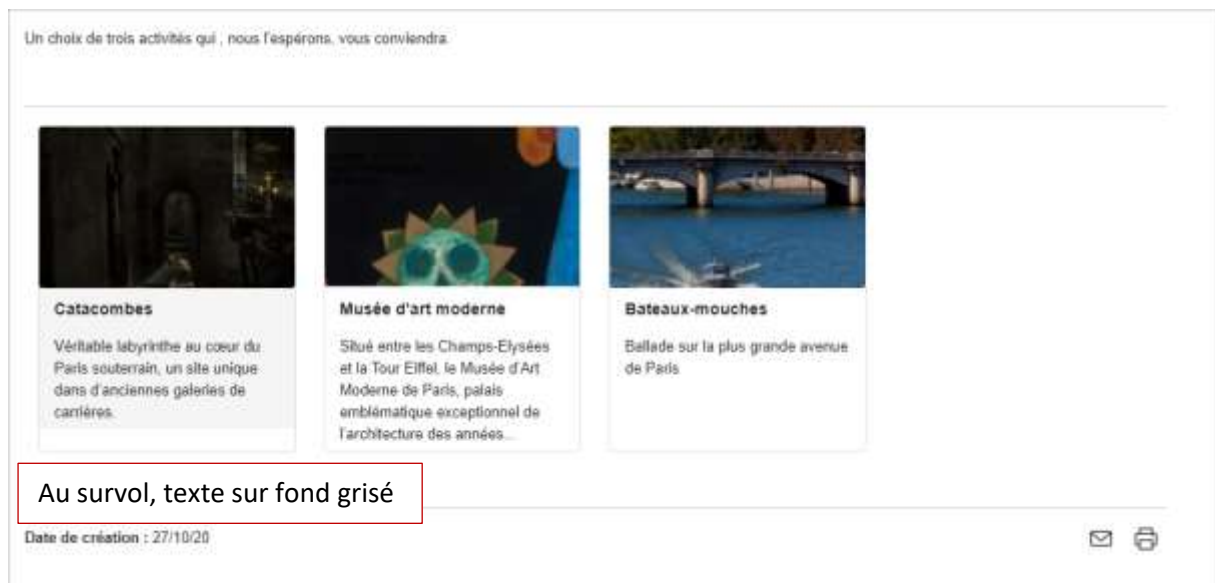 Un choix de trois activités qui , nous l'espérons, vous conviendra.
Catacombes
Véritable labyrinthe au cœur du
Paris souterrain, un site unique
dans d'anciennes galeries de
carrières.
Musée d'art moderne
Situé entre les Champs-Elysées
et la Tour Eiffel, le Musée d'Art
Moderne de Paris, palais
emblématique exceptionnel de
l'architecture des années...
Bateaux-mouches
Ballade sur la plus grande avenue
de Paris
Au survol, texte sur fond grisé
Date de création : 27/10/20